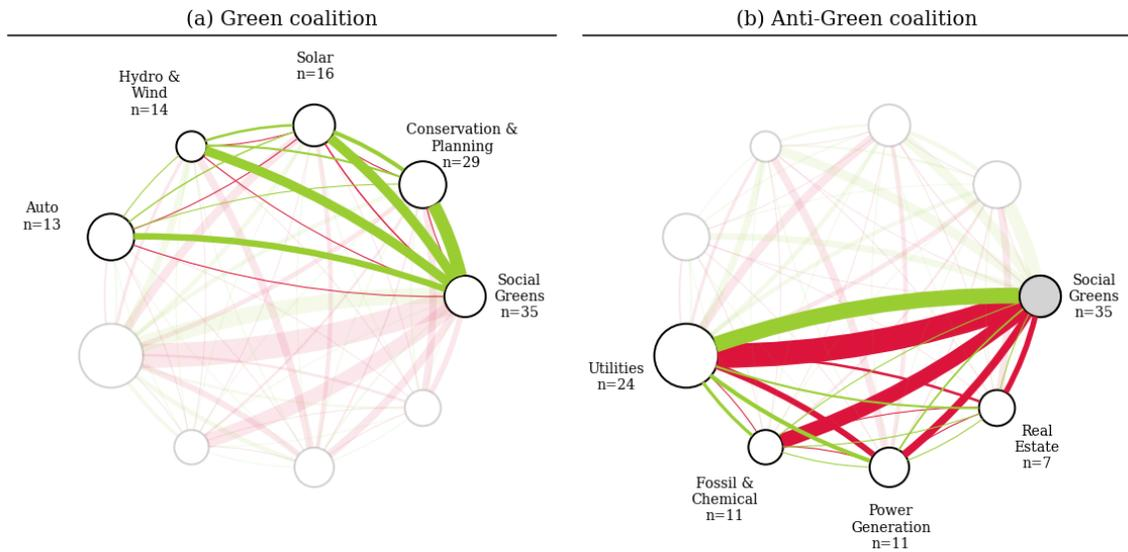 (a) Green coalition
Solar
n=16
Hydro &
Wind
n=14
Conservation &
Planning
n=29
Auto
n=13
Social
Greens
n=35
(b) Anti-Green coalition
Social
Greens
n=35
Utilities
n=24
Real
Estate
n=7
Fossil &
Chemical
n=11
Power
Generation
n=11